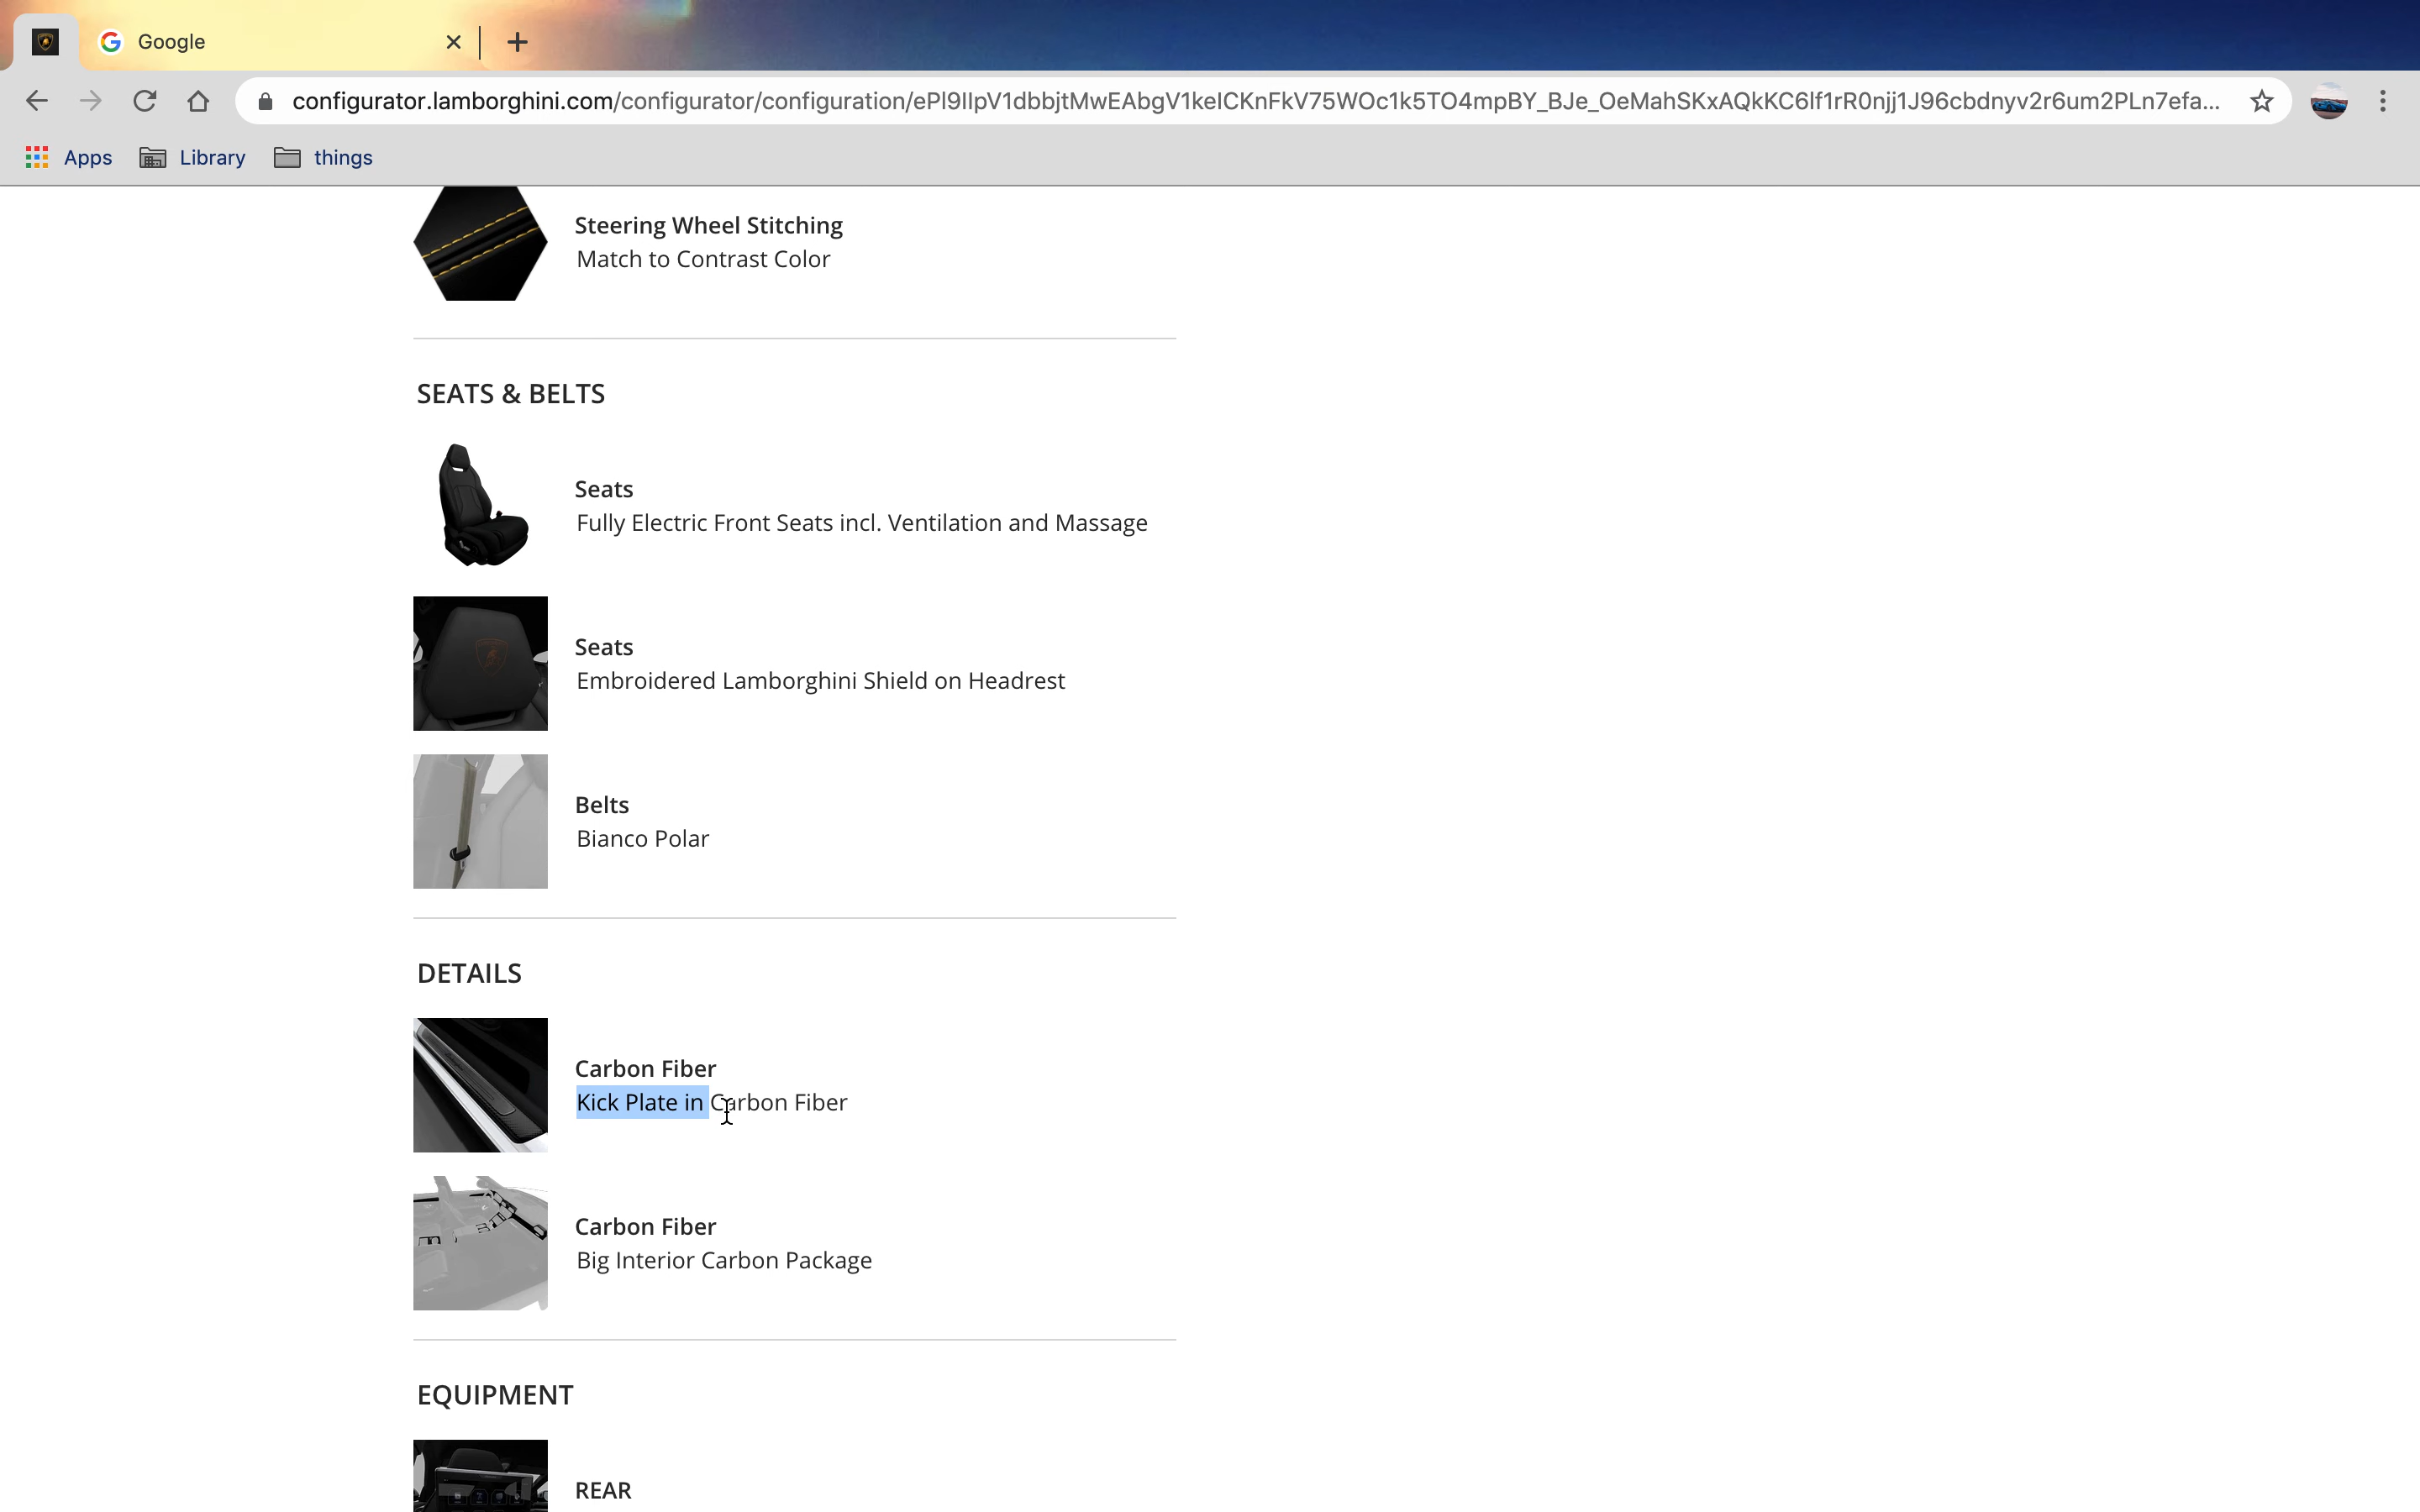 Google
configurator.lamborghini.com/configurator/configuration/ePl9IIpV1dbbjtMwEAbgV1keICKnFkV75WOc1k5TO4mpBY_BJe_OeMahSKxAQkKC6lf1rR0njj1J96cbdnyv2r6um2PLn7efa...
Apps Library things
Steering Wheel Stitching
Match to Contrast Color
SEATS & BELTS
Seats
Fully Electric Front Seats incl. Ventilation and Massage
Seats
Embroidered Lamborghini Shield on Headrest
Belts
Bianco Polar
DETAILS
Carbon Fiber
Kick Plate in Carbon Fiber
Carbon Fiber
Big Interior Carbon Package
EQUIPMENT
REAR